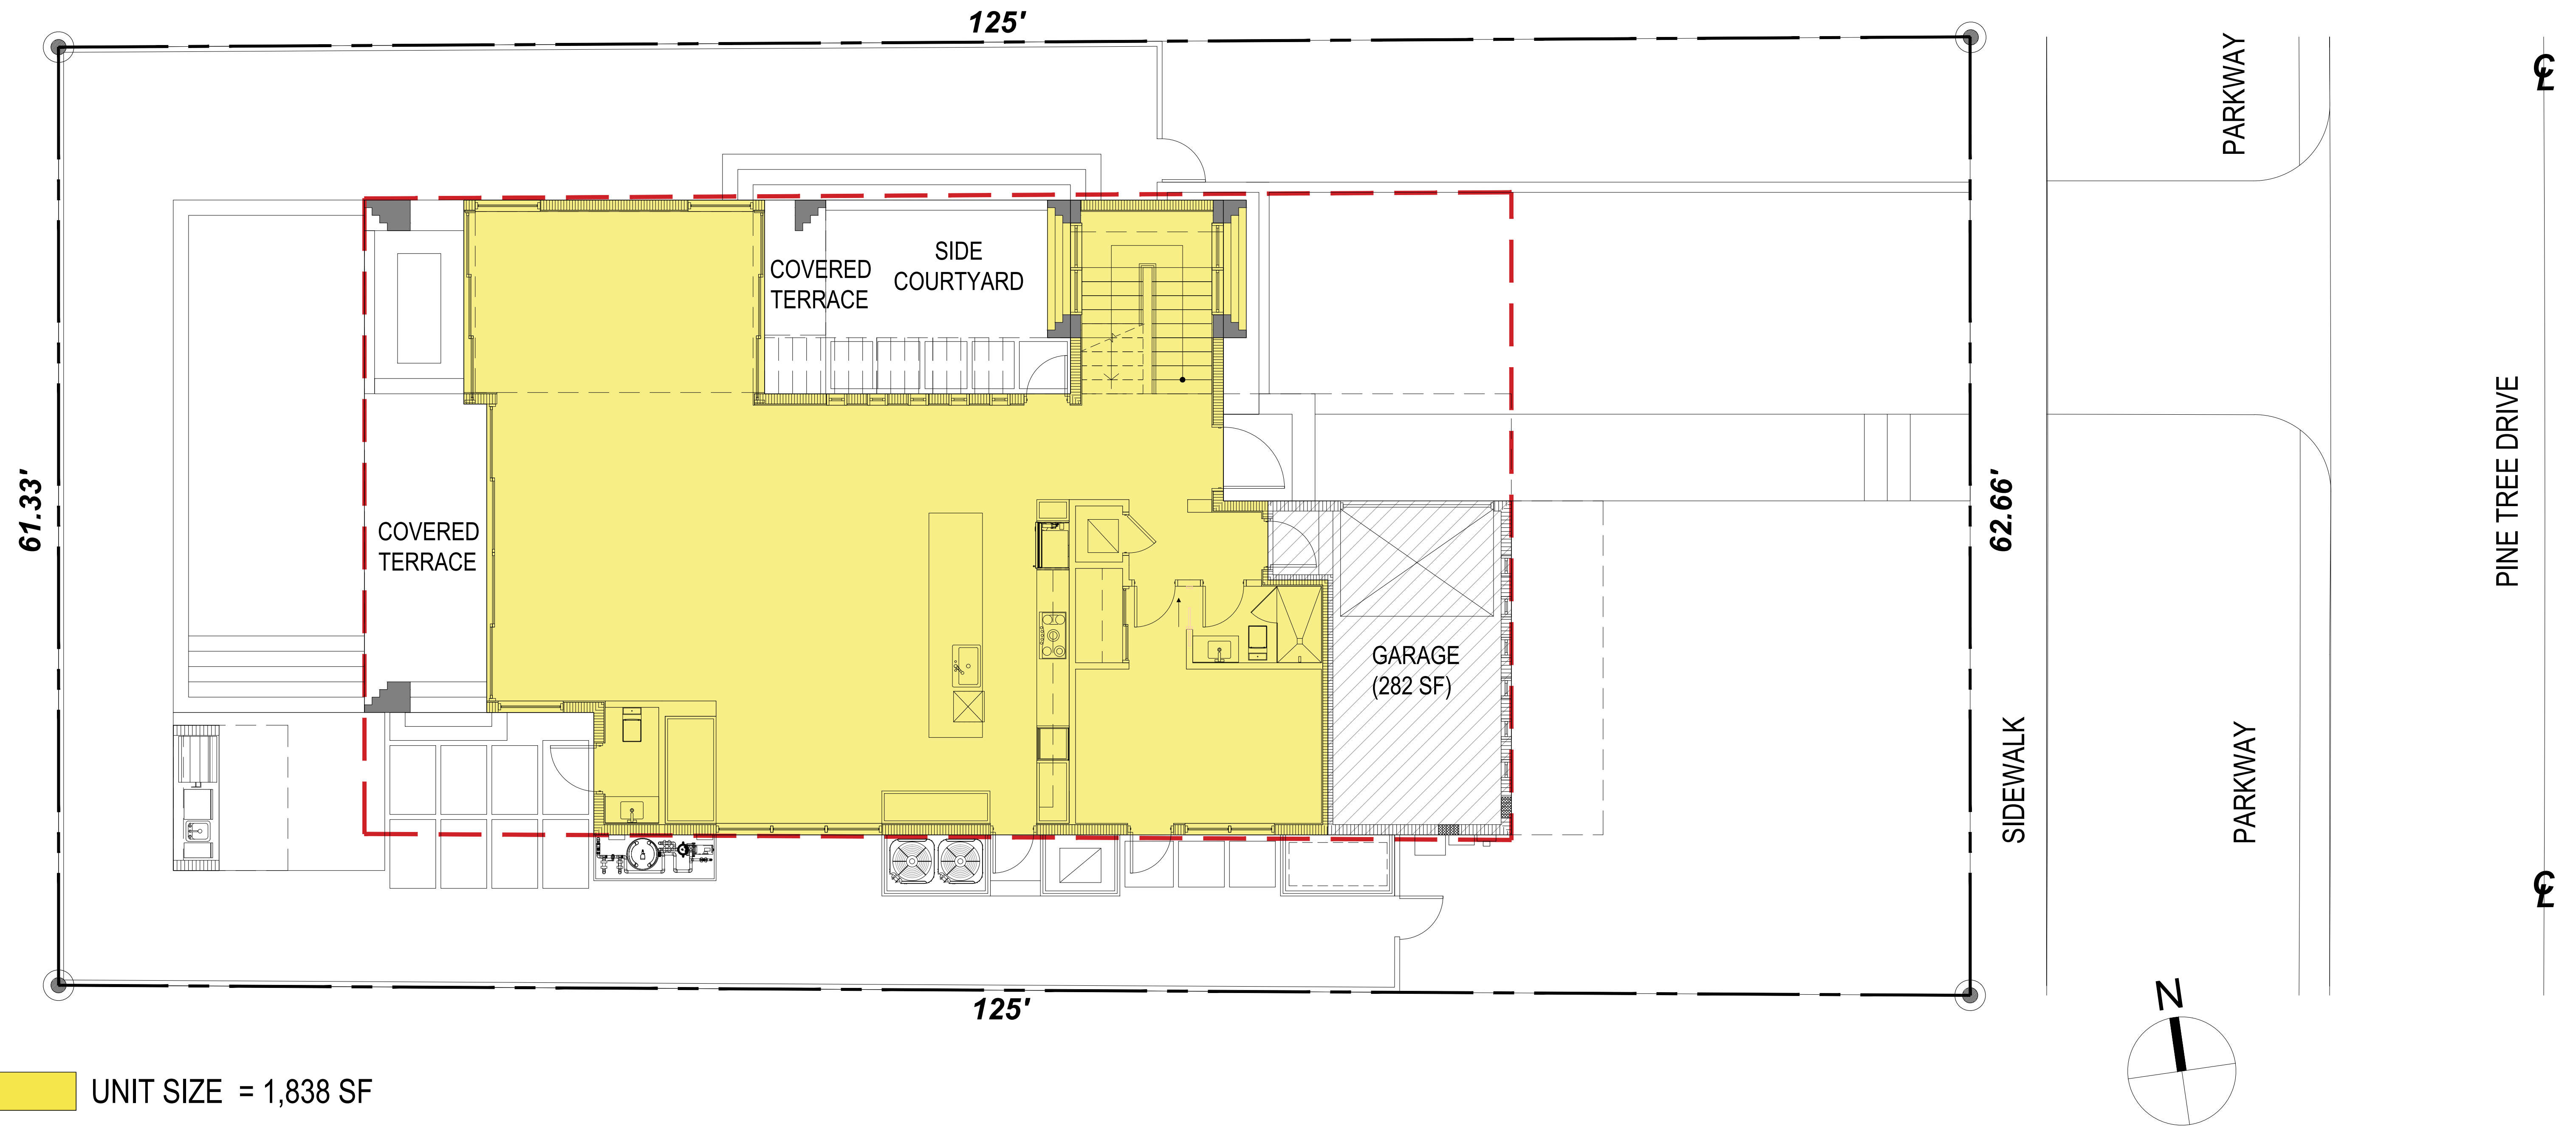 125'
PARKWAY
℄
SIDE
COURTYARD
COVERED
TERRACE
61.33'
COVERED
TERRACE
62.66'
PINE TREE DRIVE
GARAGE
(282 SF)
SIDEWALK
PARKWAY
℄
125'
N
UNIT SIZE = 1,838 SF